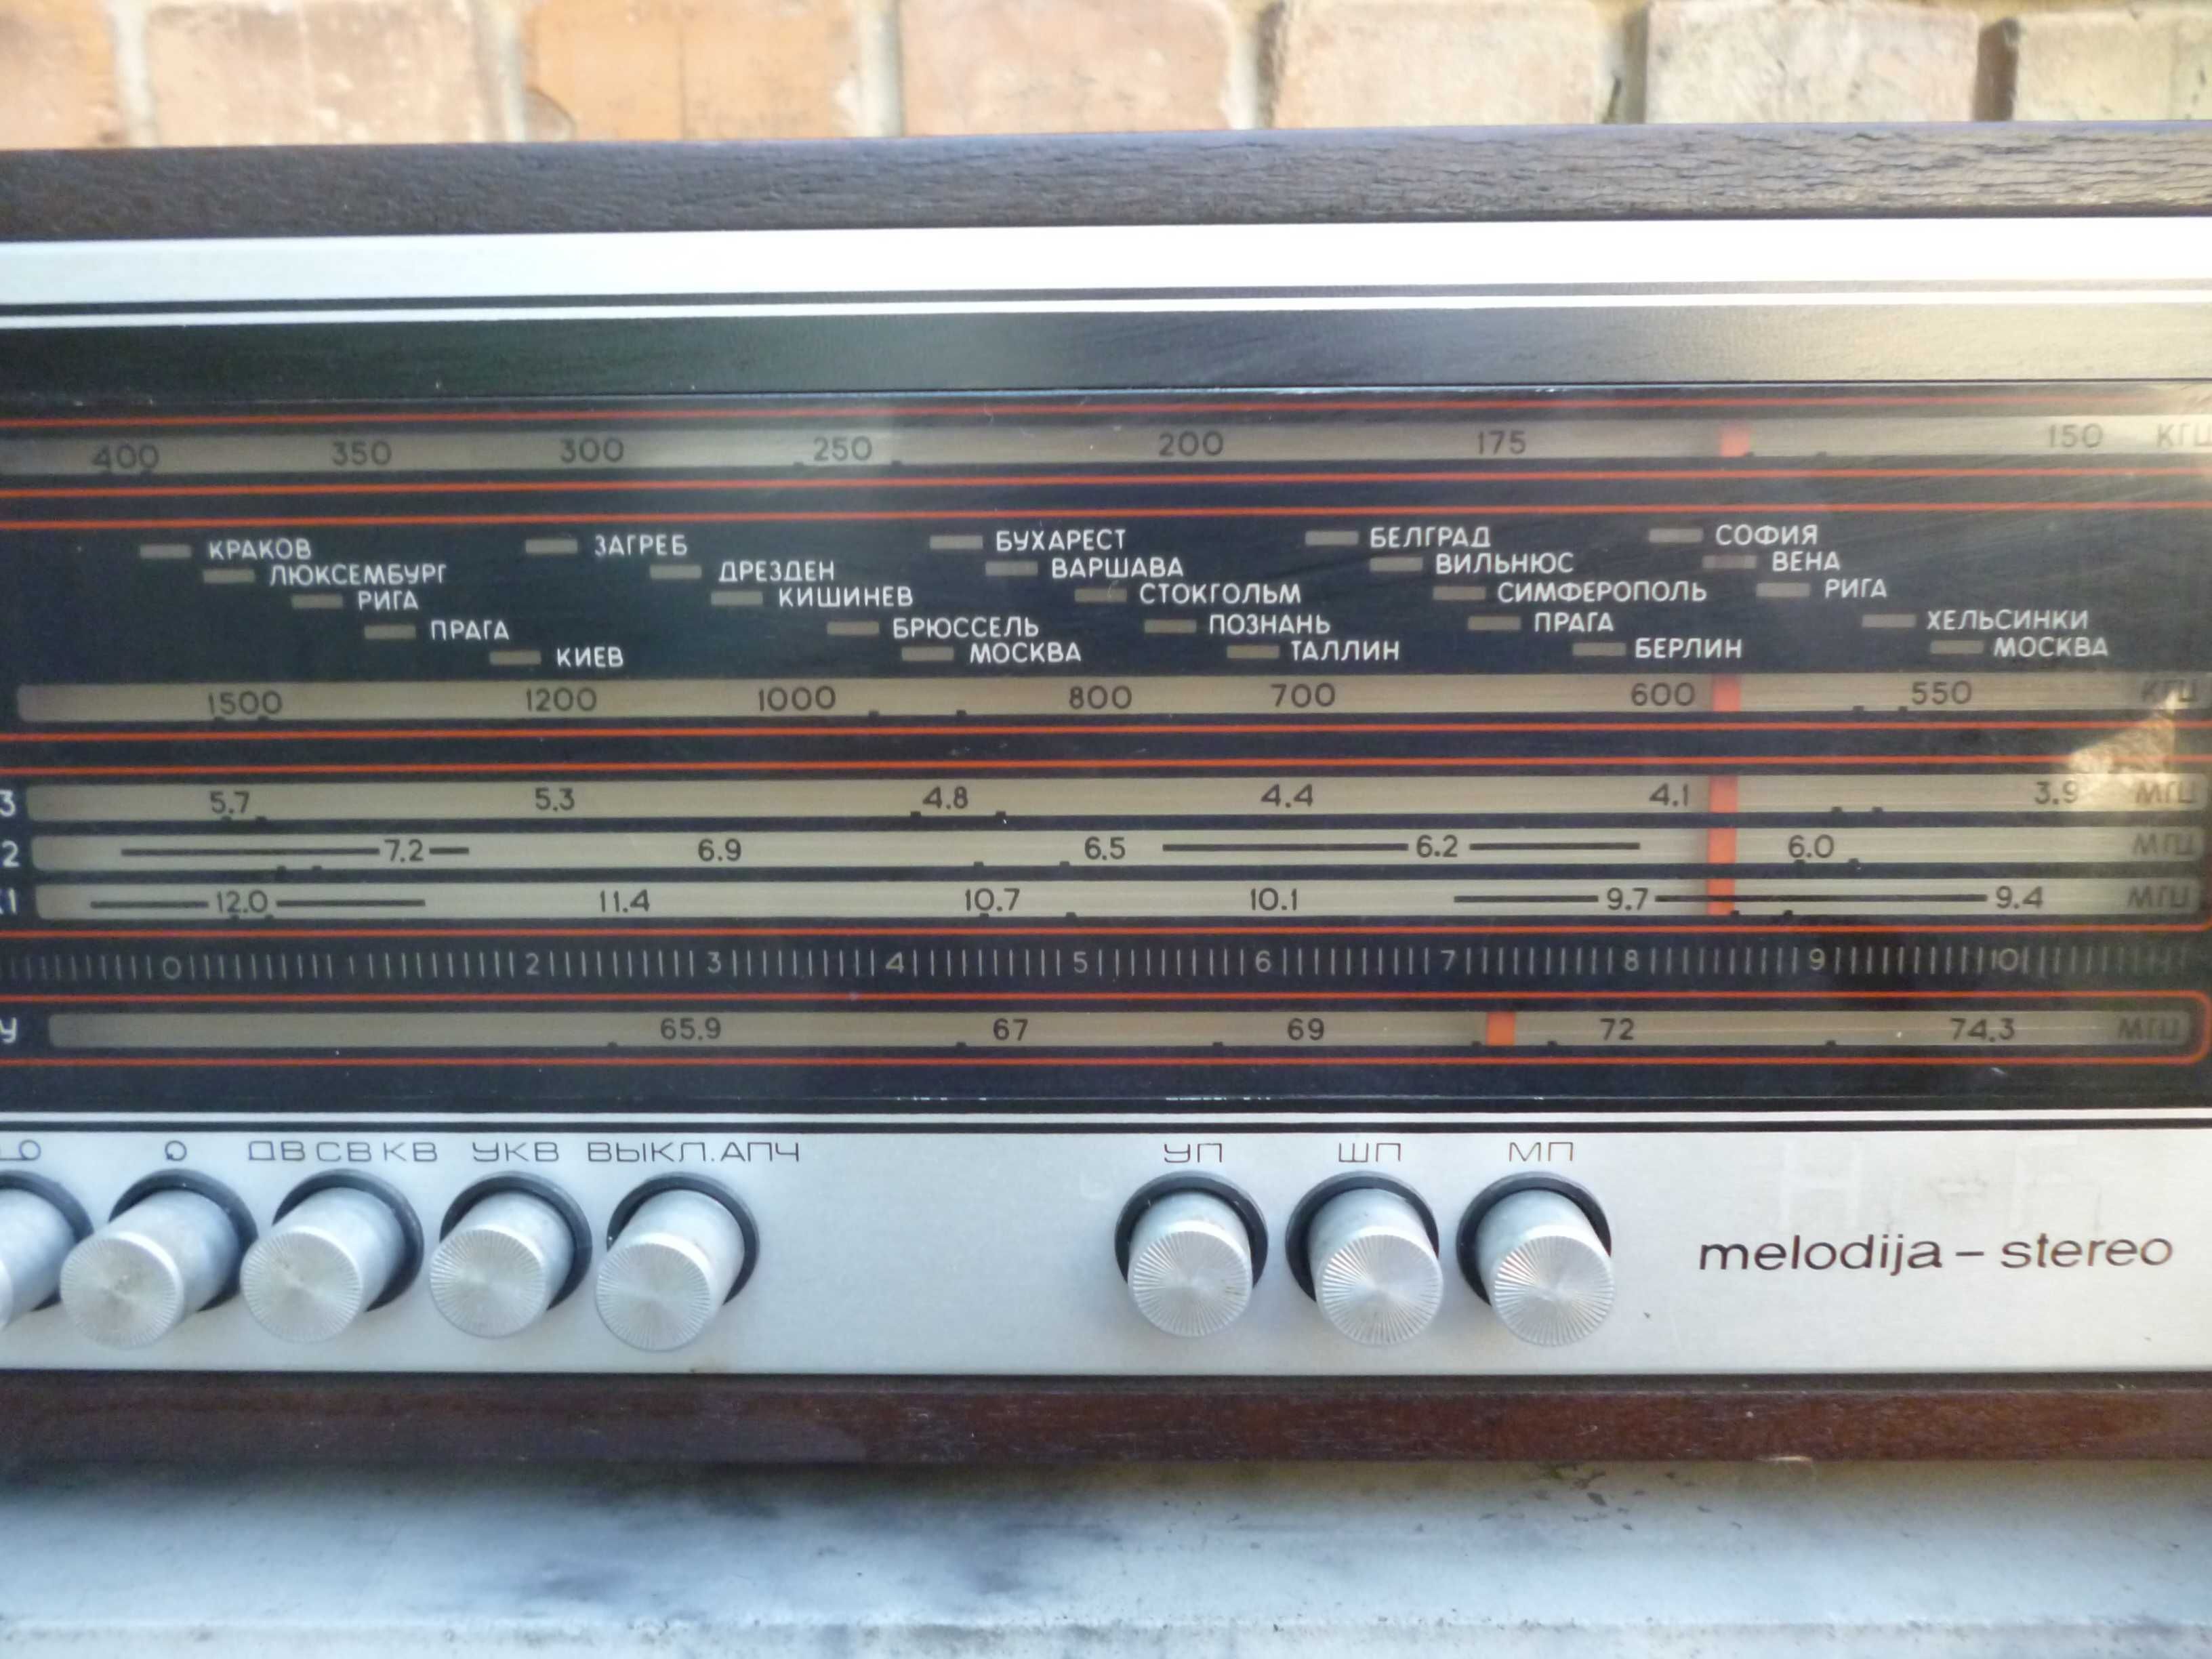 400 350 300 250 200 175 150 КГЦ
КРАКОВ ЗАГРЕБ БУХАРЕСТ БЕЛГРАД СОФИЯ
ЛЮКСЕМБУРГ ДРЕЗДЕН ВАРШАВА ВИЛЬНЮС ВЕНА
РИГА КИШИНЕВ СТОКГОЛЬМ СИМФЕРОПОЛЬ РИГА
ПРАГА БРЮССЕЛЬ ПОЗНАНЬ ПРАГА ХЕЛЬСИНКИ
КИЕВ МОСКВА ТАЛЛИН БЕРЛИН МОСКВА
1500 1200 1000 800 700 600 550 КГЦ
3 5.7 5.3 4.8 4.4 4.1 3.9 МГЦ
2 7.2 6.9 6.5 6.2 6.0 МГЦ
1 12.0 11.4 10.7 10.1 9.7 9.4 МГЦ
0 1 2 3 4 5 6 7 8 9 10
У 65.9 67 69 72 74.3 МГЦ
ДВ СВ КВ УКВ ВЫКЛ.АПЧ УП ШП МП
melodija – stereo